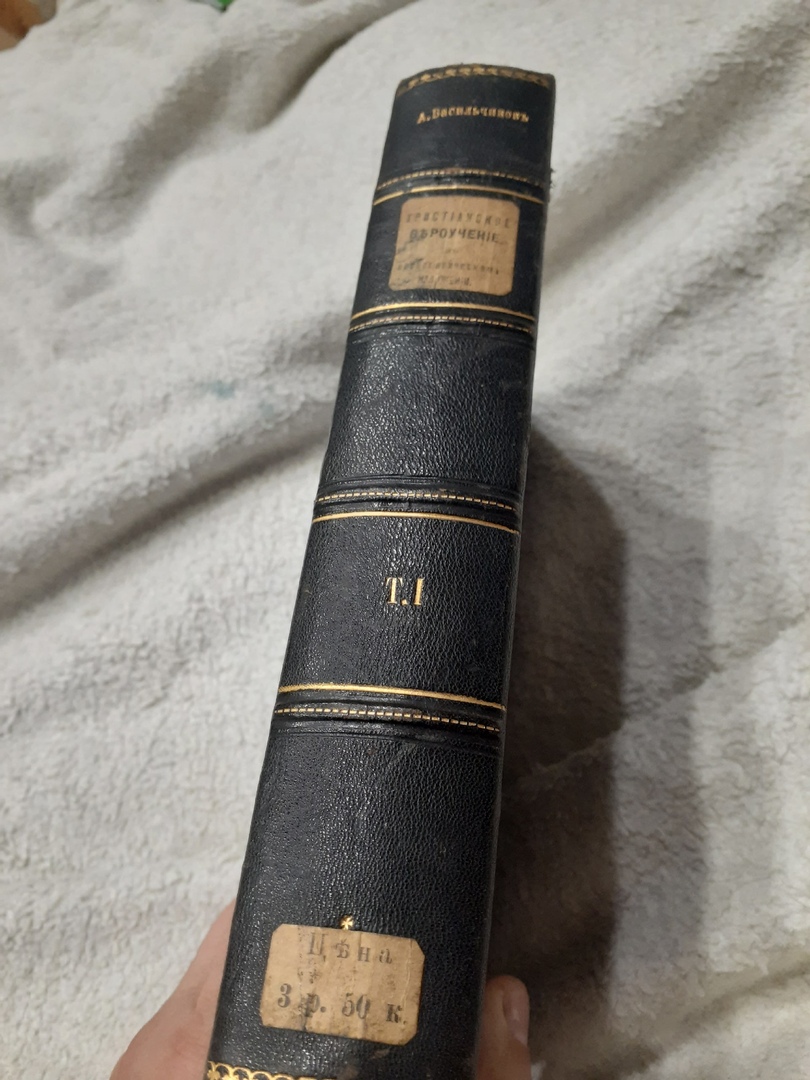 А. Васильчиковъ
ХРИСТІАНСКОЕ
ВѢРОУЧЕНІЕ
Т. I
Цѣна
3 р. 50 к.